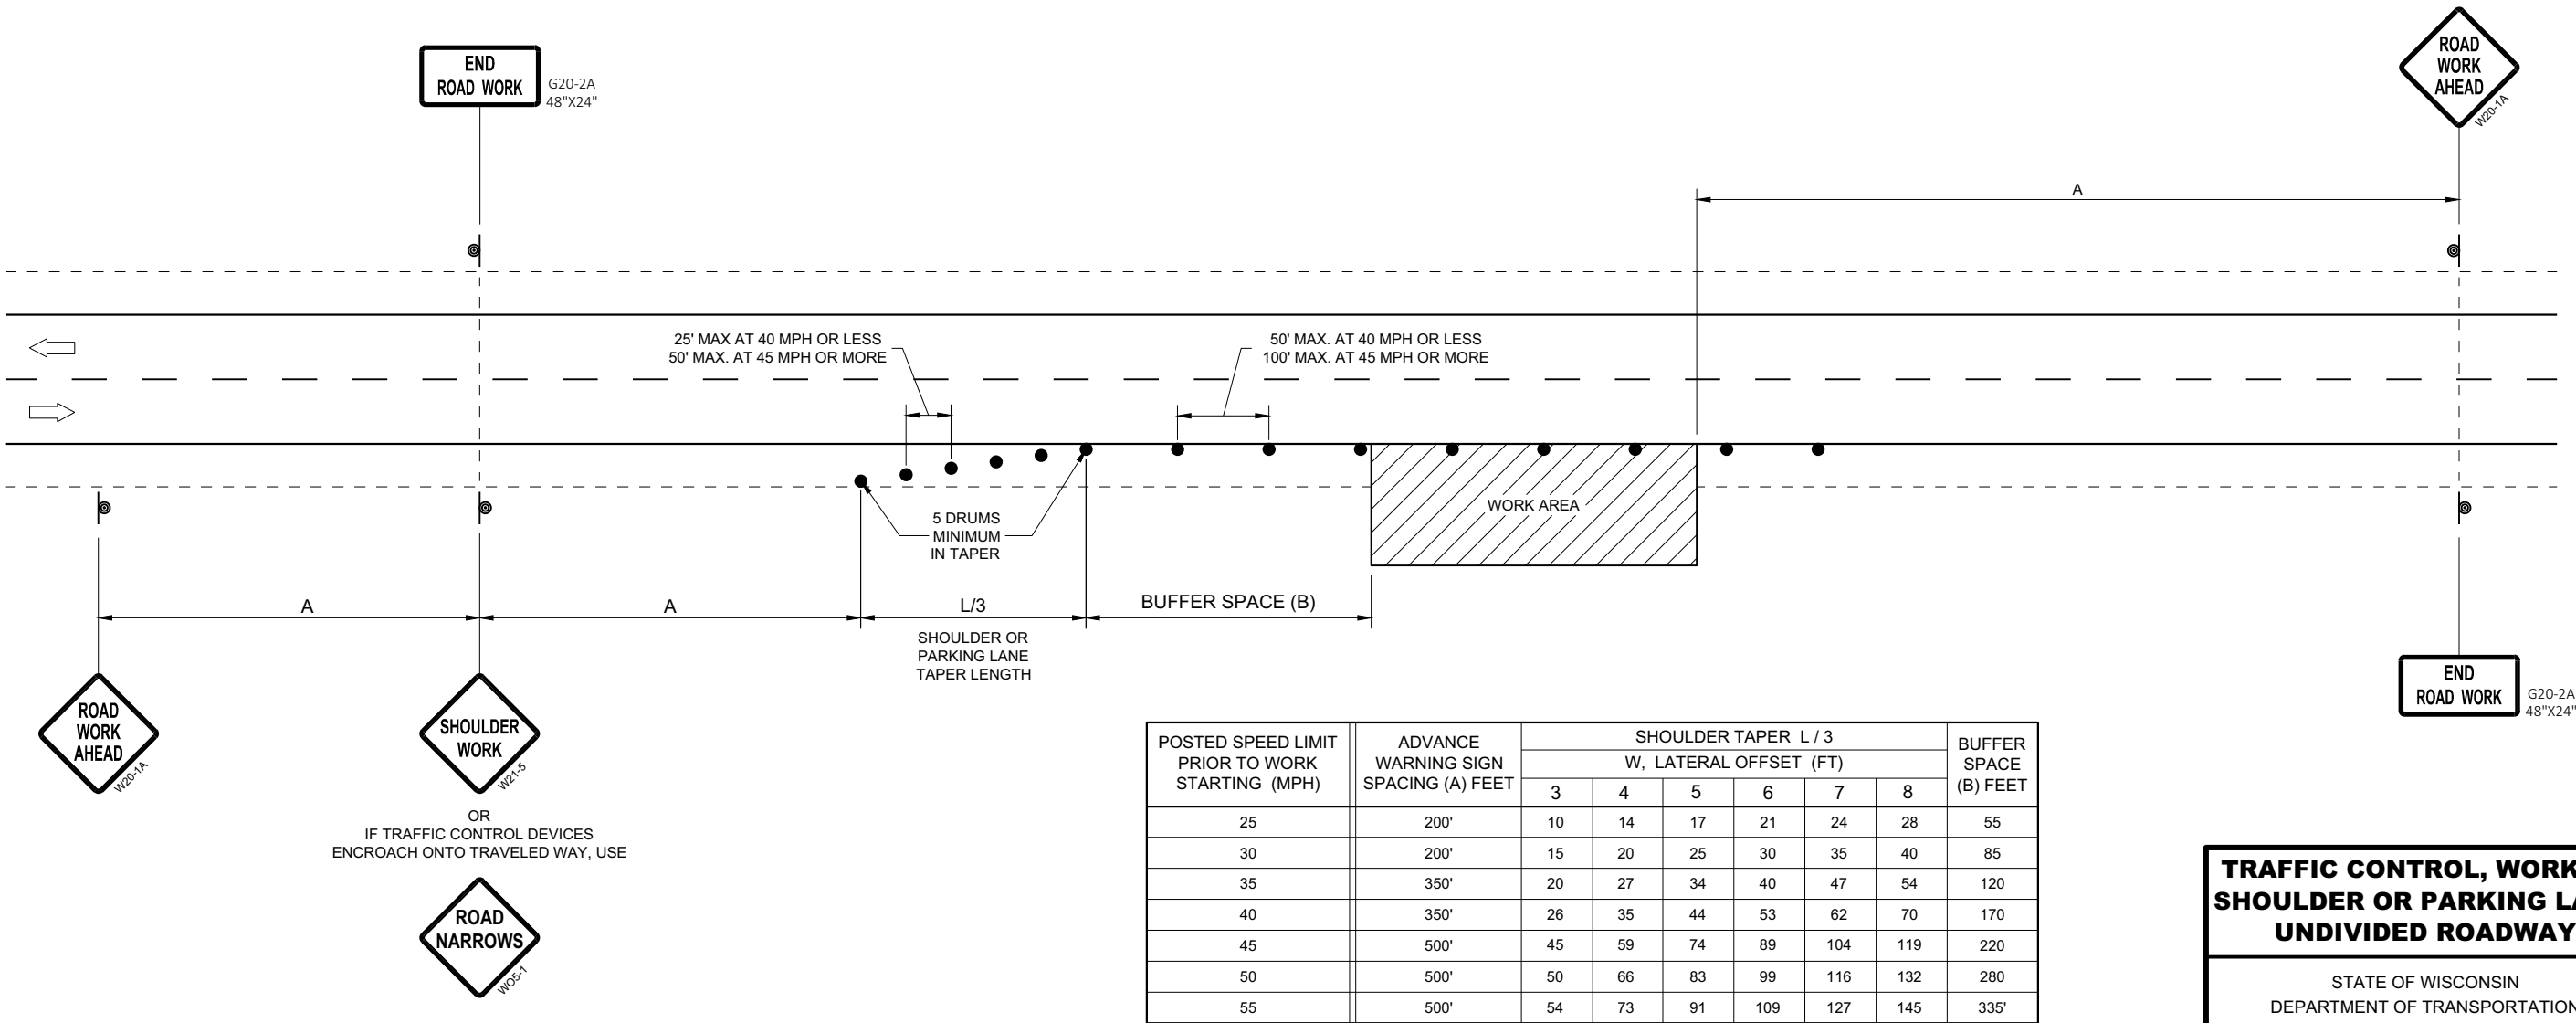 END
ROAD WORK
G20-2A
48"X24"
ROAD
WORK
AHEAD
W20-1A
A
25' MAX AT 40 MPH OR LESS
50' MAX. AT 45 MPH OR MORE
50' MAX. AT 40 MPH OR LESS
100' MAX. AT 45 MPH OR MORE
5 DRUMS
MINIMUM
IN TAPER
WORK AREA
A
A
L/3
BUFFER SPACE (B)
SHOULDER OR
PARKING LANE
TAPER LENGTH
ROAD
WORK
AHEAD
W20-1A
SHOULDER
WORK
W21-5
OR
IF TRAFFIC CONTROL DEVICES
ENCROACH ONTO TRAVELED WAY, USE
ROAD
NARROWS
WO5-1
END
ROAD WORK
G20-2A
48"X24"
POSTED SPEED LIMIT
PRIOR TO WORK
STARTING (MPH)
ADVANCE
WARNING SIGN
SPACING (A) FEET
SHOULDER TAPER L / 3
W, LATERAL OFFSET (FT)
3 4 5 6 7 8
BUFFER
SPACE
(B) FEET
25 200' 10 14 17 21 24 28 55
30 200' 15 20 25 30 35 40 85
35 350' 20 27 34 40 47 54 120
40 350' 26 35 44 53 62 70 170
45 500' 45 59 74 89 104 119 220
50 500' 50 66 83 99 116 132 280
55 500' 54 73 91 109 127 145 335'
TRAFFIC CONTROL, WORK
SHOULDER OR PARKING
UNDIVIDED ROADWAY
STATE OF WISCONSIN
DEPARTMENT OF TRANSPORTATION